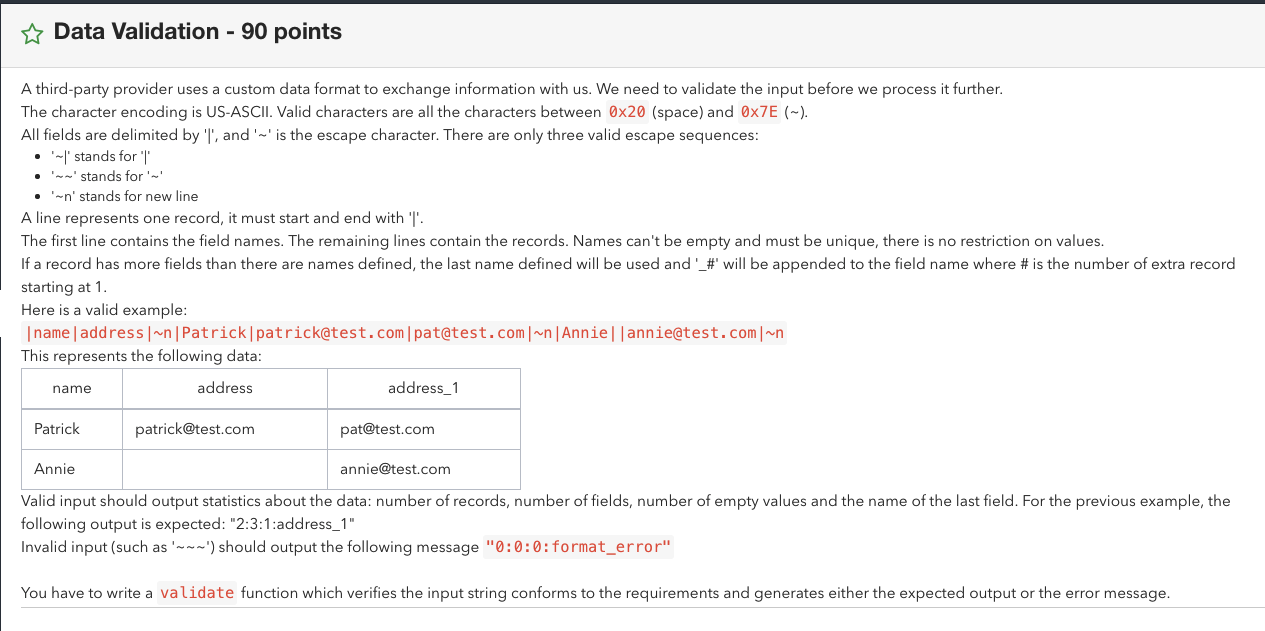 Data Validation - 90 points
A third-party provider uses a custom data format to exchange information with us. We need to validate the input before we process it further.
The character encoding is US-ASCII. Valid characters are all the characters between 0x20 (space) and 0x7E (~).
All fields are delimited by '|', and '~' is the escape character. There are only three valid escape sequences:
• '~|' stands for '|'
• '~~' stands for '~'
• '~n' stands for new line
A line represents one record, it must start and end with '|'.
The first line contains the field names. The remaining lines contain the records. Names can't be empty and must be unique, there is no restriction on values.
If a record has more fields than there are names defined, the last name defined will be used and '_#' will be appended to the field name where # is the number of extra record
starting at 1.
Here is a valid example:
|name|address|~n|Patrick|patrick@test.com|pat@test.com|~n|Annie||annie@test.com|~n
This represents the following data:
name address address_1
Patrick patrick@test.com pat@test.com
Annie annie@test.com
Valid input should output statistics about the data: number of records, number of fields, number of empty values and the name of the last field. For the previous example, the
following output is expected: "2:3:1:address_1"
Invalid input (such as '~~~') should output the following message "0:0:0:format_error"
You have to write a validate function which verifies the input string conforms to the requirements and generates either the expected output or the error message.